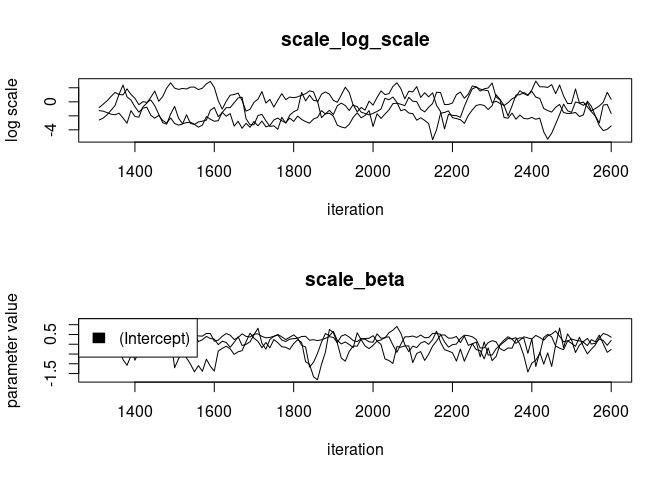 scale_log_scale
log scale
0
-4
1400 1600 1800 2000 2200 2400 2600
iteration
scale_beta
parameter value
0.5
-1.5
(Intercept)
1400 1600 1800 2000 2200 2400 2600
iteration